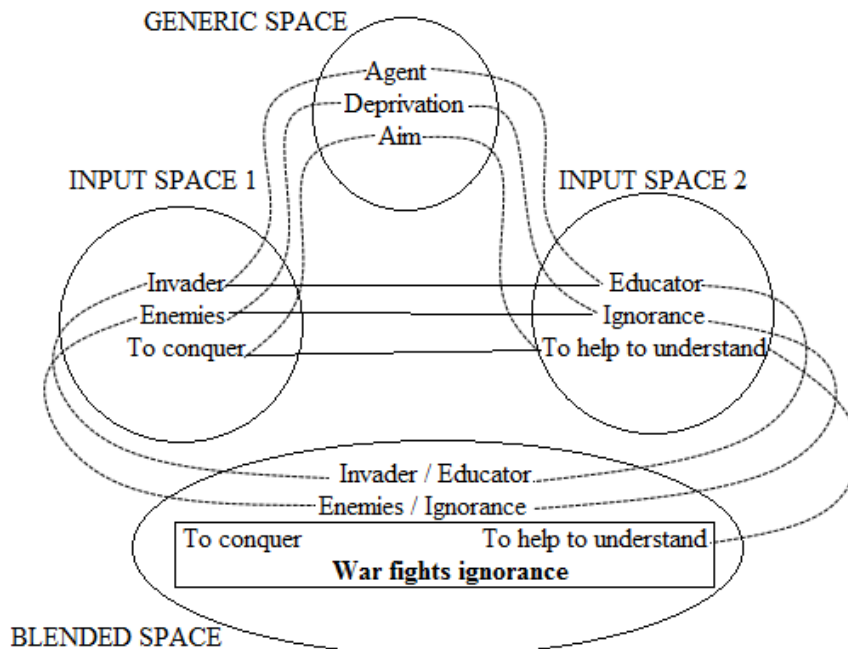 GENERIC SPACE
Agent
Deprivation
Aim
INPUT SPACE 1
INPUT SPACE 2
Invader
Educator
Enemies
Ignorance
To conquer
To help to understand
Invader / Educator
Enemies / Ignorance
To conquer
To help to understand
War fights ignorance
BLENDED SPACE